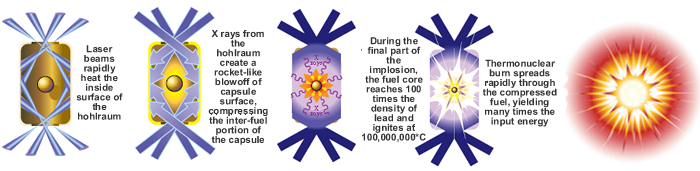 Laser
beams
rapidly
heat the
inside
surface of
the
hohlraum
X rays from
the
hohlraum
create a
rocket-like
blowoff of
capsule
surface,
compressing
the inter-fuel
portion of
the capsule
X
rays
X
rays
During the
final part of
the
implosion,
the fuel core
reaches 100
times the
density of
lead and
ignites at
100,000,000°C
Thermonuclear
burn spreads
rapidly through
the compressed
fuel, yielding
many times the
input energy